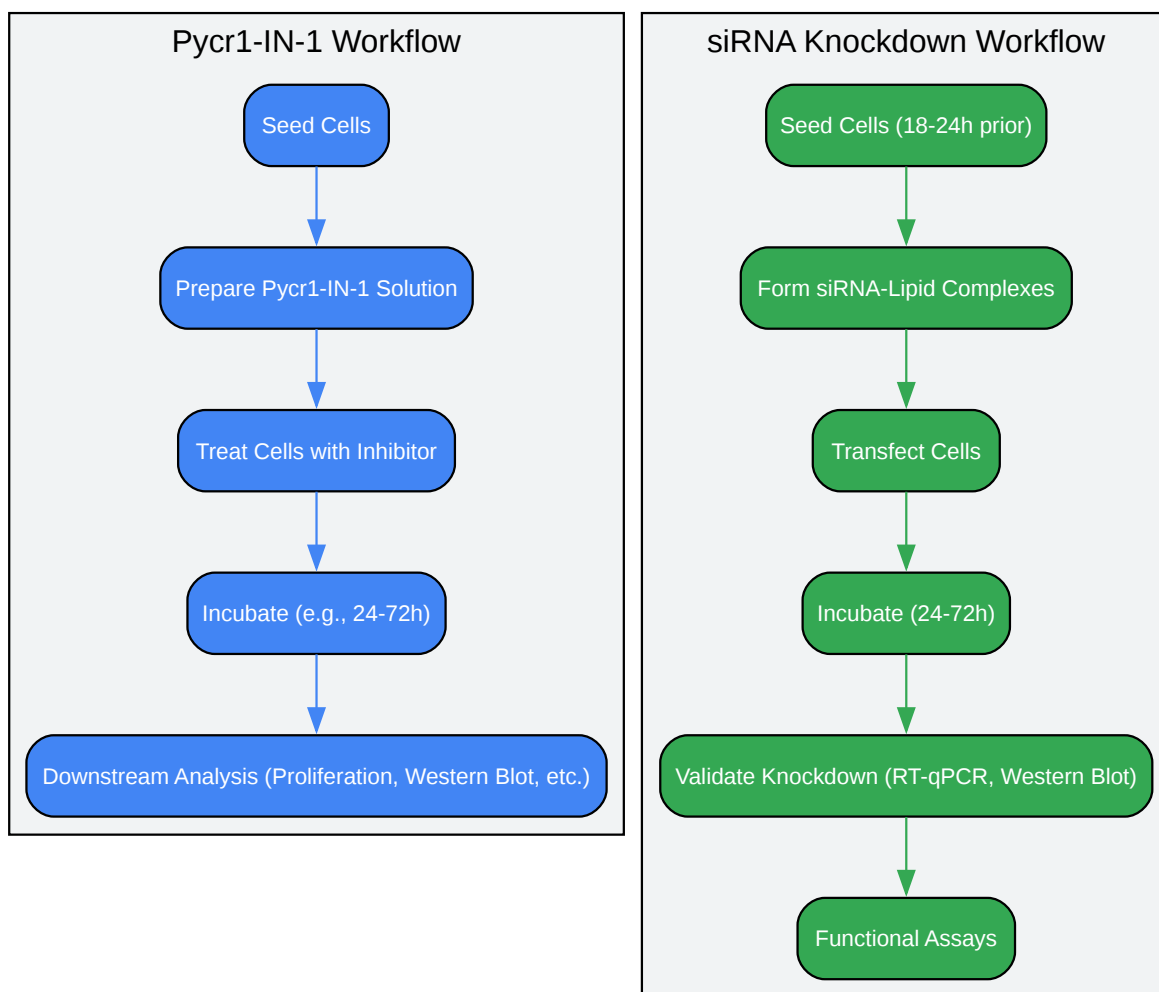 Pycr1-IN-1 Workflow
Seed Cells
Prepare Pycr1-IN-1 Solution
Treat Cells with Inhibitor
Incubate (e.g., 24-72h)
Downstream Analysis (Proliferation, Western Blot, etc.)
siRNA Knockdown Workflow
Seed Cells (18-24h prior)
Form siRNA-Lipid Complexes
Transfect Cells
Incubate (24-72h)
Validate Knockdown (RT-qPCR, Western Blot)
Functional Assays